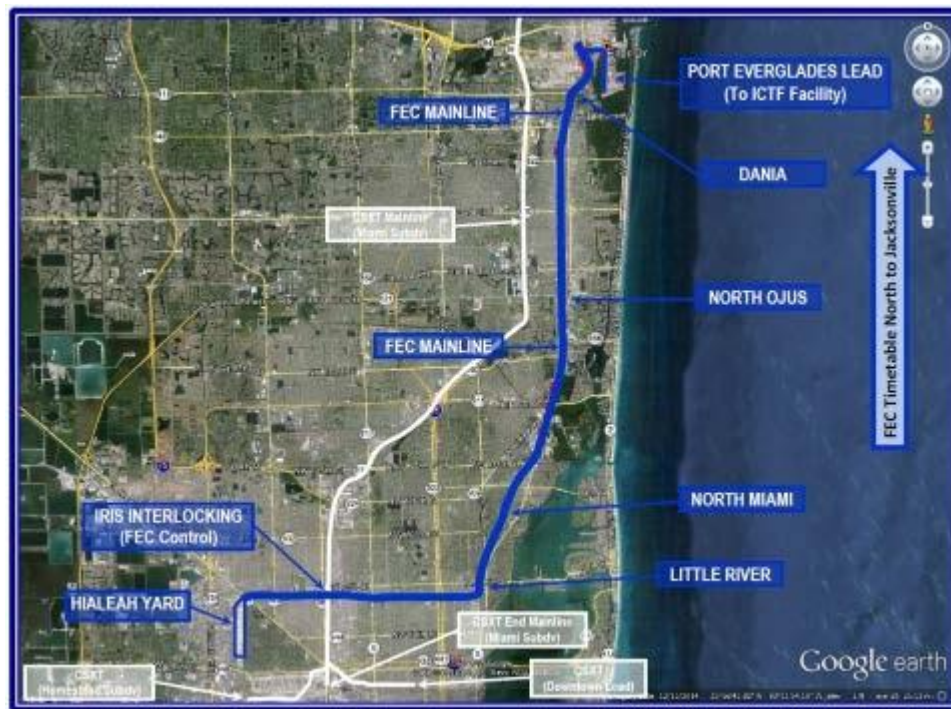 PORT EVERGLADES LEAD
(To ICTF Facility)
FEC MAINLINE
DANIA
CSXT Mainline
(Miami Subdv)
FEC Timetable North to Jacksonville
NORTH OJUS
FEC MAINLINE
NORTH MIAMI
IRIS INTERLOCKING
(FEC Control)
LITTLE RIVER
HIALEAH YARD
CSXT End Mainline
(Miami Subdv)
CSXT
(Homestead Subdv)
CSXT
(Downtown Lead)
Google earth